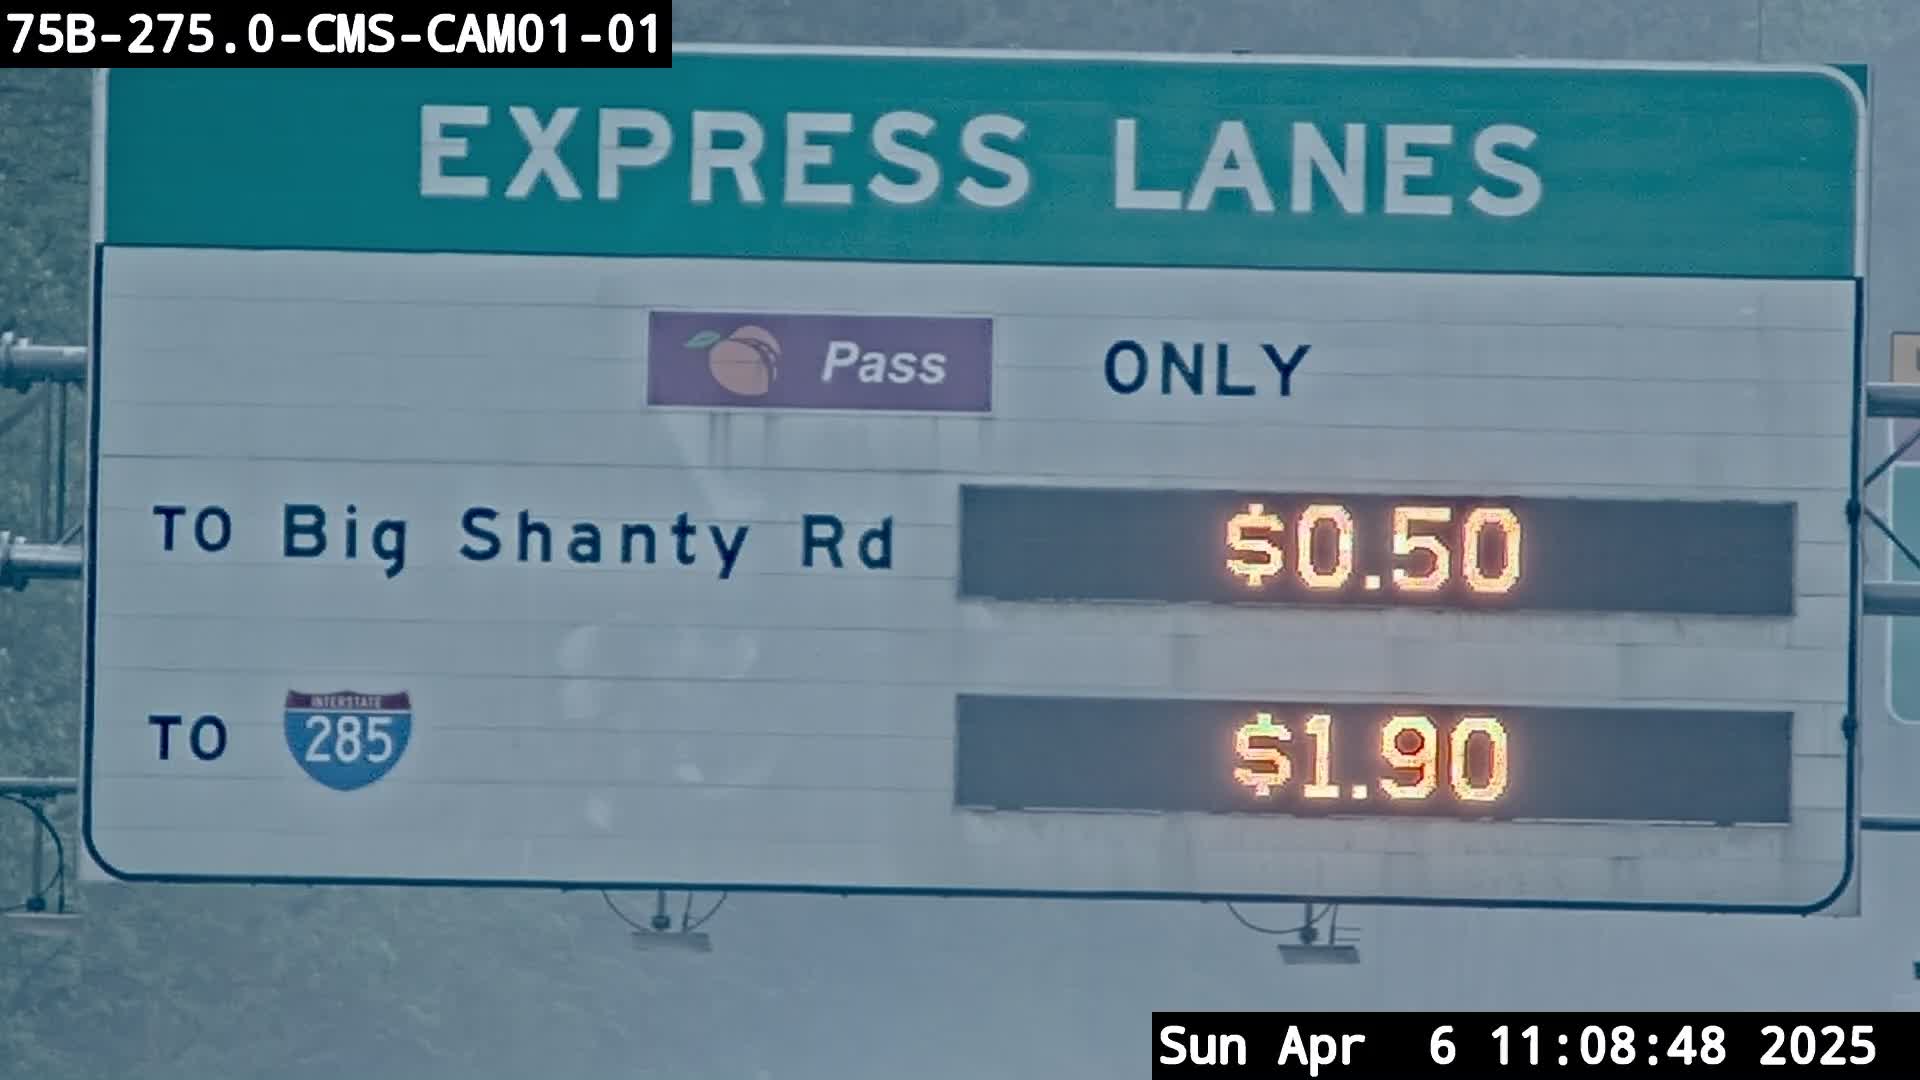 75B-275.0-CMS-CAM01-01
EXPRESS LANES
Pass ONLY
TO Big Shanty Rd $0.50
TO INTERSTATE 285 $1.90
Sun Apr 6 11:08:48 2025